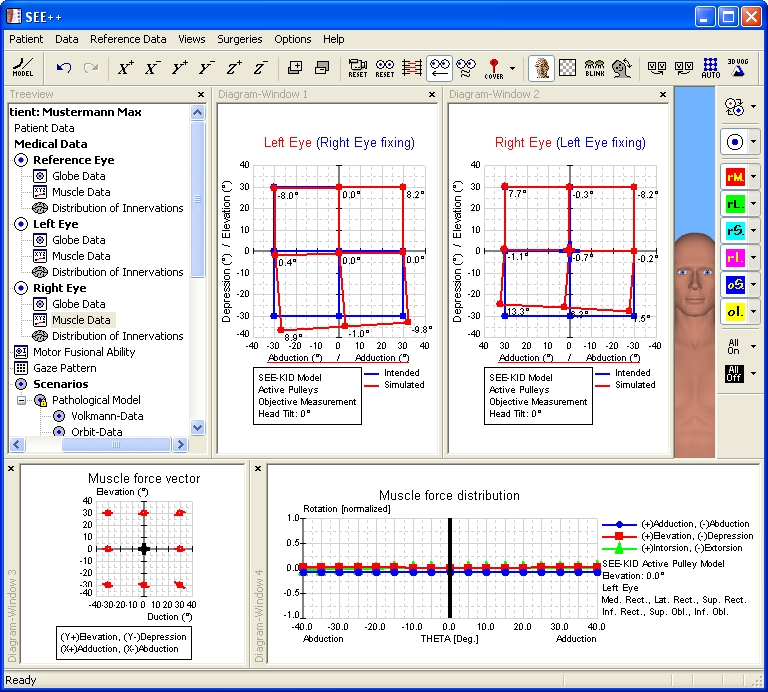 SEE++
Patient Data Reference Data Views Surgeries Options Help
MODEL X+ X- Y+ Y- Z+ Z- RESET RESET COVER BLINK AUTO 3D VOG
Treeview
tient: Mustermann Max
Patient Data
Medical Data
Reference Eye
Globe Data
Muscle Data
Distribution of Innervations
Left Eye
Globe Data
Muscle Data
Distribution of Innervations
Right Eye
Globe Data
Muscle Data
Distribution of Innervations
Motor Fusional Ability
Gaze Pattern
Scenarios
Pathological Model
Volkmann-Data
Orbit-Data
Diagram-Window 1
Left Eye (Right Eye fixing)
Depression (°) / Elevation (°)
40
30
20
10
0
-10
-20
-30
-40
-8.0° 0.0° 8.2°
0.4° 0.0° 0.0°
8.9° -1.0° -9.8°
-40 -30 -20 -10 0 10 20 30 40
Abduction (°) / Adduction (°)
SEE-KID Model
Active Pulleys
Objective Measurement
Head Tilt: 0°
Intended
Simulated
Diagram-Window 2
Right Eye (Left Eye fixing)
40
30
20
10
0
-10
-20
-30
-40
7.7° -0.3° -8.2°
-1.1° -0.7° -0.2°
13.3°
40 30 20 10 0 -10 -20 -30 -40
Adduction (°) / Abduction (°)
SEE-KID Model
Active Pulleys
Objective Measurement
Head Tilt: 0°
Intended
Simulated
rM.
rL.
rS.
rI.
oS.
oI.
All On
All Off
Diagram-Window 3
Muscle force vector
Elevation (°)
40
30
20
10
0
-10
-20
-30
-40
-40-30-20-10 0 10 20 30 40
Duction (°)
(Y+)Elevation, (Y-)Depression
(X+)Adduction, (X-)Abduction
Diagram-Window 4
Muscle force distribution
Rotation [normalized]
1.0
0.5
0.0
-0.5
-1.0
-40.0 -30.0 -20.0 -10.0 0.0 10.0 20.0 30.0 40.0
Abduction THETA [Deg.] Adduction
(+)Adduction, (-)Abduction
(+)Elevation, (-)Depression
(+)Intorsion, (-)Extorsion
SEE-KID Active Pulley Model
Elevation: 0.0°
Left Eye
Med. Rect., Lat. Rect., Sup. Rect.
Inf. Rect., Sup. Obl., Inf. Obl.
Ready